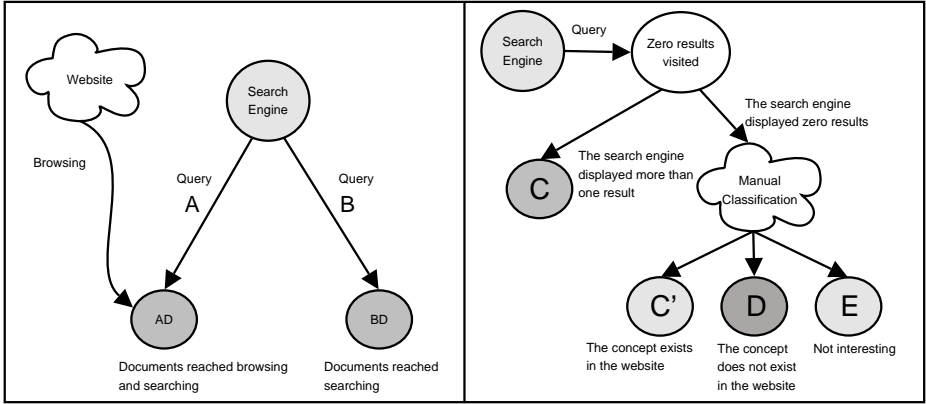 Website
Search
Engine
Browsing
Query
A
Query
B
AD
BD
Documents reached browsing
and searching
Documents reached
searching
Search
Engine
Query
Zero results
visited
The search engine
displayed zero results
C
The search engine
displayed more than
one result
Manual
Classification
C'
D
E
The concept exists
in the website
The concept
does not exist
in the website
Not interesting